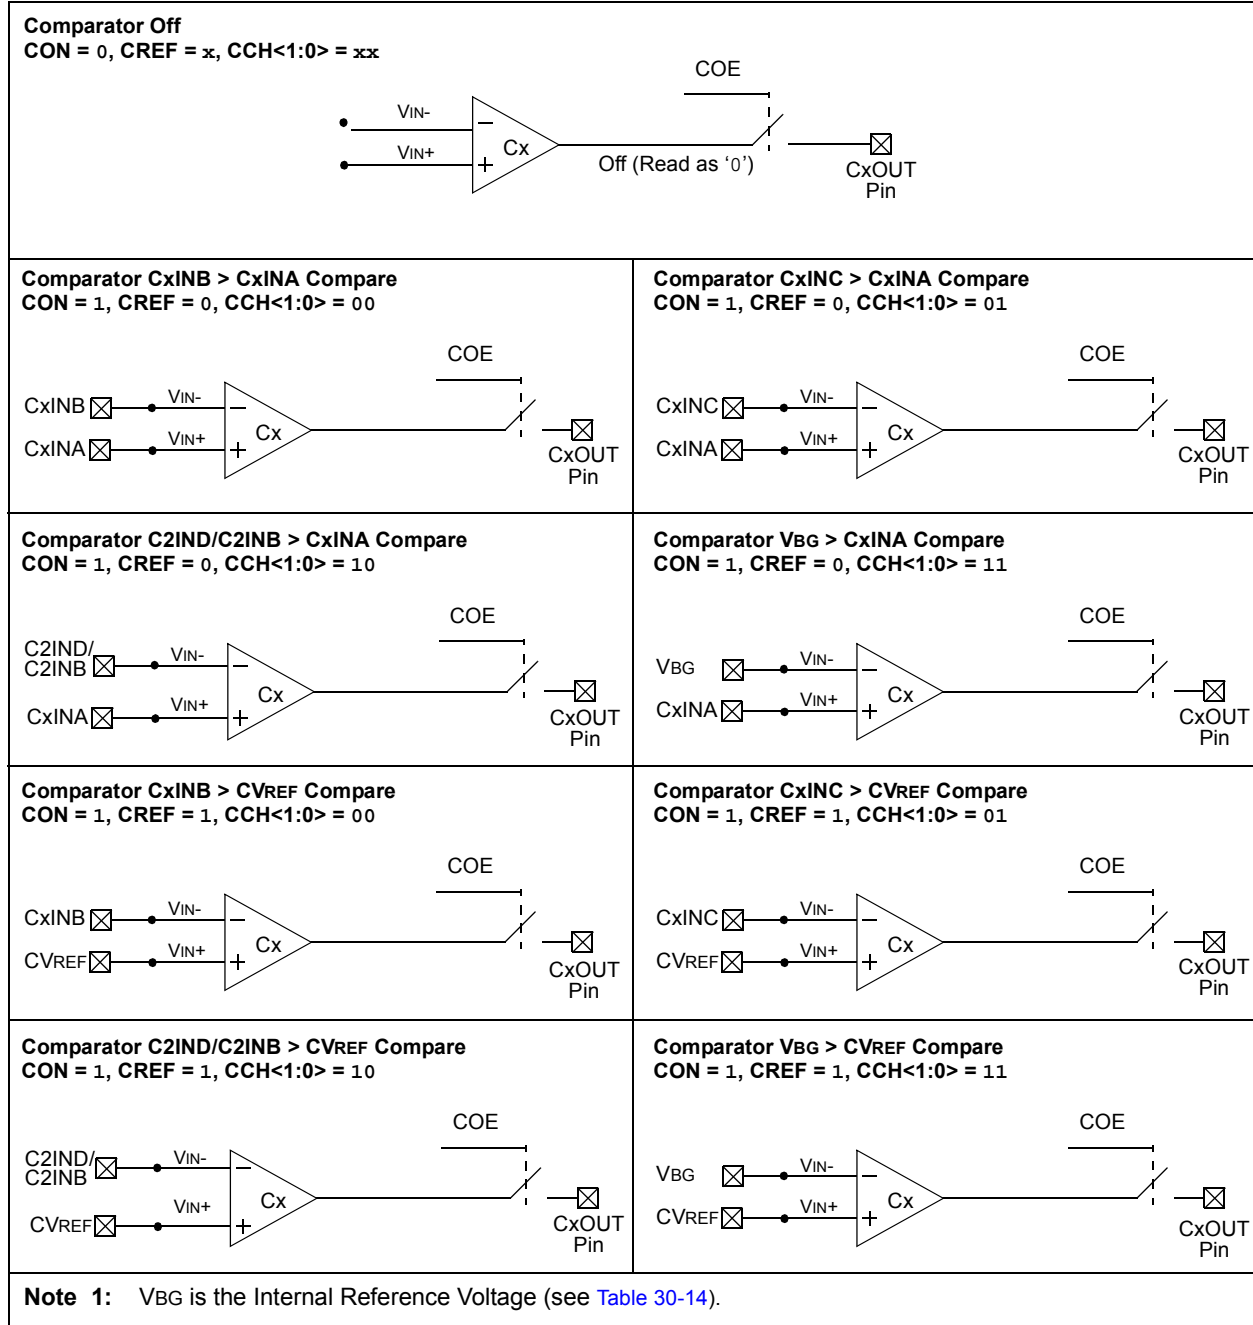 Comparator Off
CON = 0, CREF = x, CCH<1:0> = xx
COE
VIN-
VIN+
Cx
Off (Read as ‘0’)
CxOUT
Pin
Comparator CxINB > CxINA Compare
CON = 1, CREF = 0, CCH<1:0> = 00
COE
CxINB
VIN-
CxINA
VIN+
Cx
CxOUT
Pin
Comparator CxINC > CxINA Compare
CON = 1, CREF = 0, CCH<1:0> = 01
COE
CxINC
VIN-
CxINA
VIN+
Cx
CxOUT
Pin
Comparator C2IND/C2INB > CxINA Compare
CON = 1, CREF = 0, CCH<1:0> = 10
COE
C2IND/
C2INB
VIN-
CxINA
VIN+
Cx
CxOUT
Pin
Comparator VBG > CxINA Compare
CON = 1, CREF = 0, CCH<1:0> = 11
COE
VBG
VIN-
CxINA
VIN+
Cx
CxOUT
Pin
Comparator CxINB > CVREF Compare
CON = 1, CREF = 1, CCH<1:0> = 00
COE
CxINB
VIN-
CVREF
VIN+
Cx
CxOUT
Pin
Comparator CxINC > CVREF Compare
CON = 1, CREF = 1, CCH<1:0> = 01
COE
CxINC
VIN-
CVREF
VIN+
Cx
CxOUT
Pin
Comparator C2IND/C2INB > CVREF Compare
CON = 1, CREF = 1, CCH<1:0> = 10
COE
C2IND/
C2INB
VIN-
CVREF
VIN+
Cx
CxOUT
Pin
Comparator VBG > CVREF Compare
CON = 1, CREF = 1, CCH<1:0> = 11
COE
VBG
VIN-
CVREF
VIN+
Cx
CxOUT
Pin
Note 1: VBG is the Internal Reference Voltage (see Table 30-14).